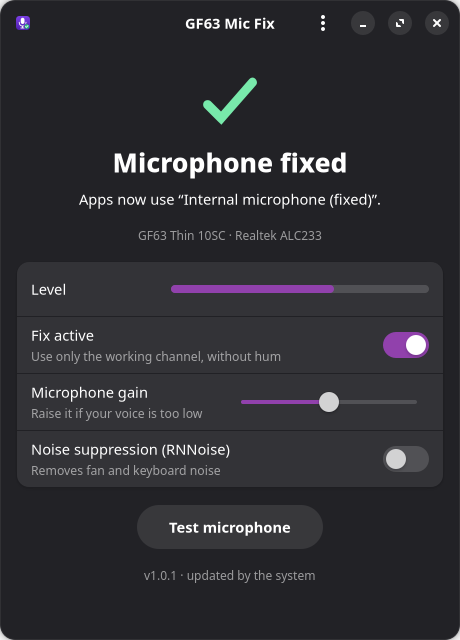 GF63 Mic Fix
Microphone fixed
Apps now use “Internal microphone (fixed)”.
GF63 Thin 10SC · Realtek ALC233
Level
Fix active
Use only the working channel, without hum
Microphone gain
Raise it if your voice is too low
Noise suppression (RNNoise)
Removes fan and keyboard noise
Test microphone
v1.0.1 · updated by the system